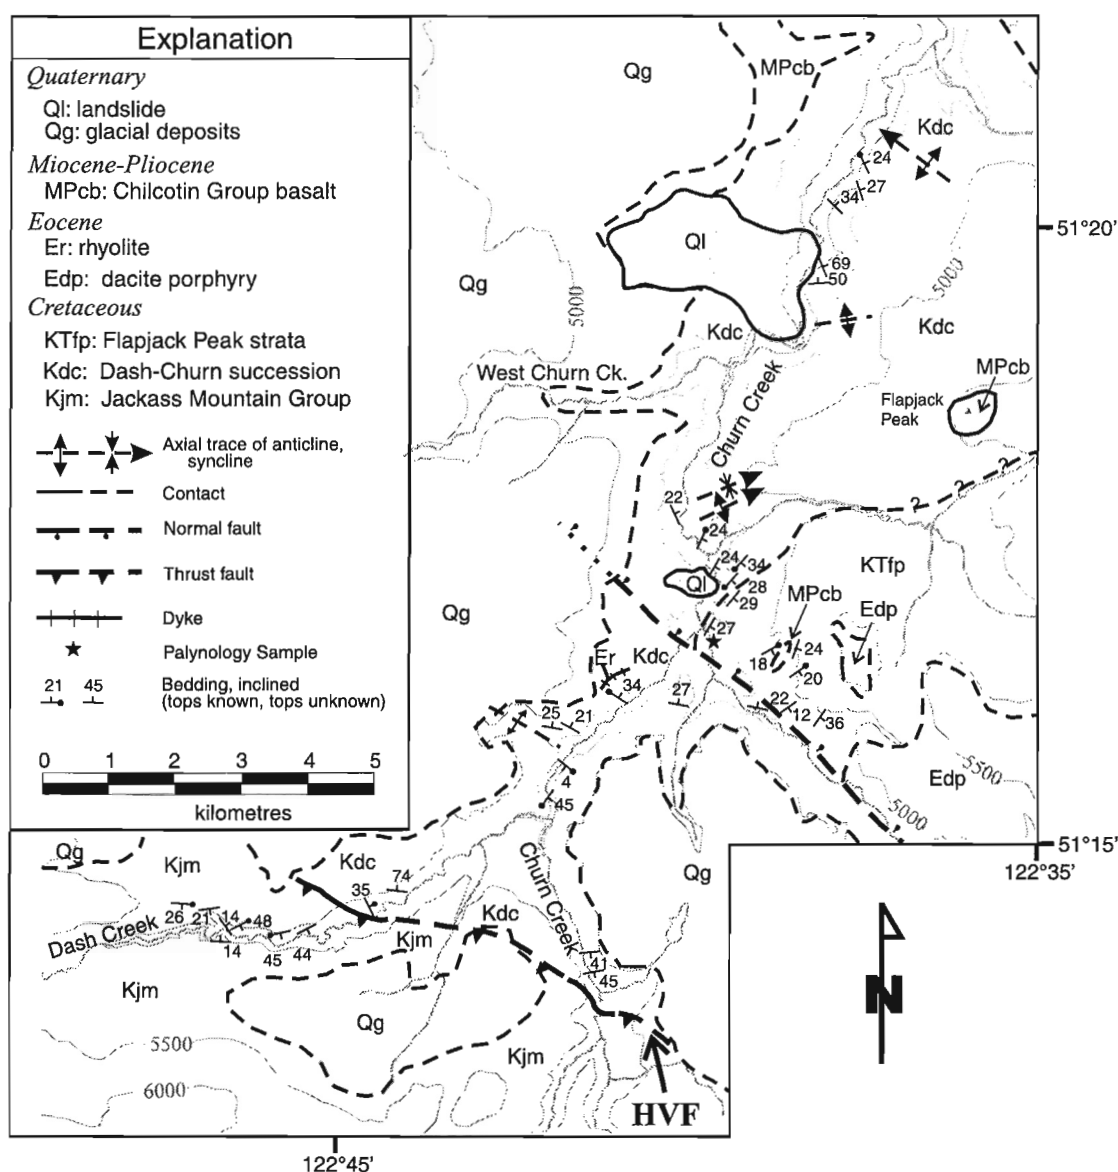 Explanation
Quaternary
Ql: landslide
Qg: glacial deposits
Miocene-Pliocene
MPcb: Chilcotin Group basalt
Eocene
Er: rhyolite
Edp: dacite porphyry
Cretaceous
KTfp: Flapjack Peak strata
Kdc: Dash-Churn succession
Kjm: Jackass Mountain Group
Axial trace of anticline,
syncline
Contact
Normal fault
Thrust fault
Dyke
Palynology Sample
21 45
Bedding, inclined
(tops known, tops unknown)
0 1 2 3 4 5
kilometres
Qg
MPcb
Kdc
24
27
34
51°20'
Ql
69
50
5000
Qg
5000
Kdc
Kdc
West Churn Ck.
MPcb
Flapjack
Peak
Churn Creek
22
24
?
?
?
24
34
KTfp
Ql
28
29
MPcb
Edp
Qg
27
24
18
20
Er
Kdc
34
27
22
12
36
25
21
4
45
Edp
5500
5000
51°15'
122°35'
Qg
Kjm
Kdc
35
74
Churn Creek
Qg
Dash Creek
26
21
14
48
14
45
44
Kjm
Kdc
41
45
Kjm
Qg
Kjm
5500
6000
HVF
N
122°45'